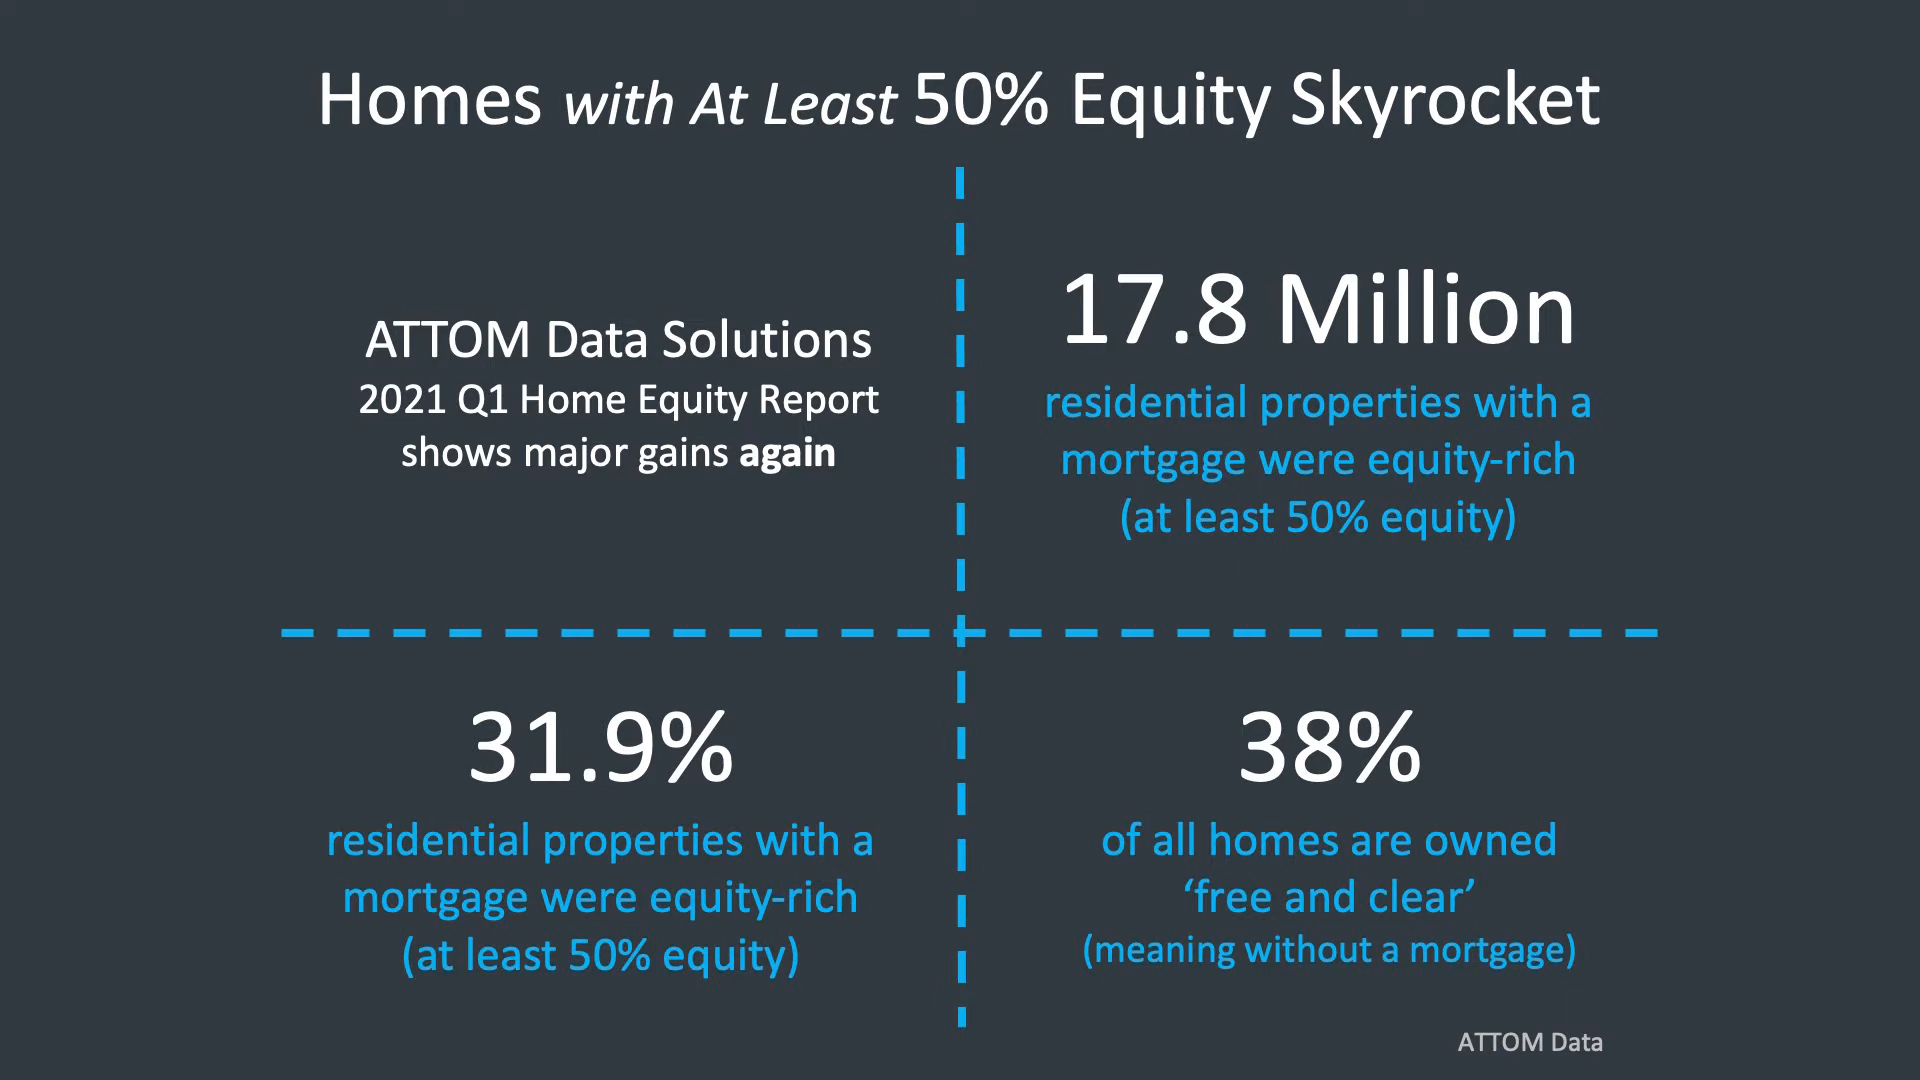 Homes with At Least 50% Equity Skyrocket
ATTOM Data Solutions
2021 Q1 Home Equity Report
shows major gains again
17.8 Million
residential properties with a
mortgage were equity-rich
(at least 50% equity)
31.9%
residential properties with a
mortgage were equity-rich
(at least 50% equity)
38%
of all homes are owned
‘free and clear’
(meaning without a mortgage)
ATTOM Data